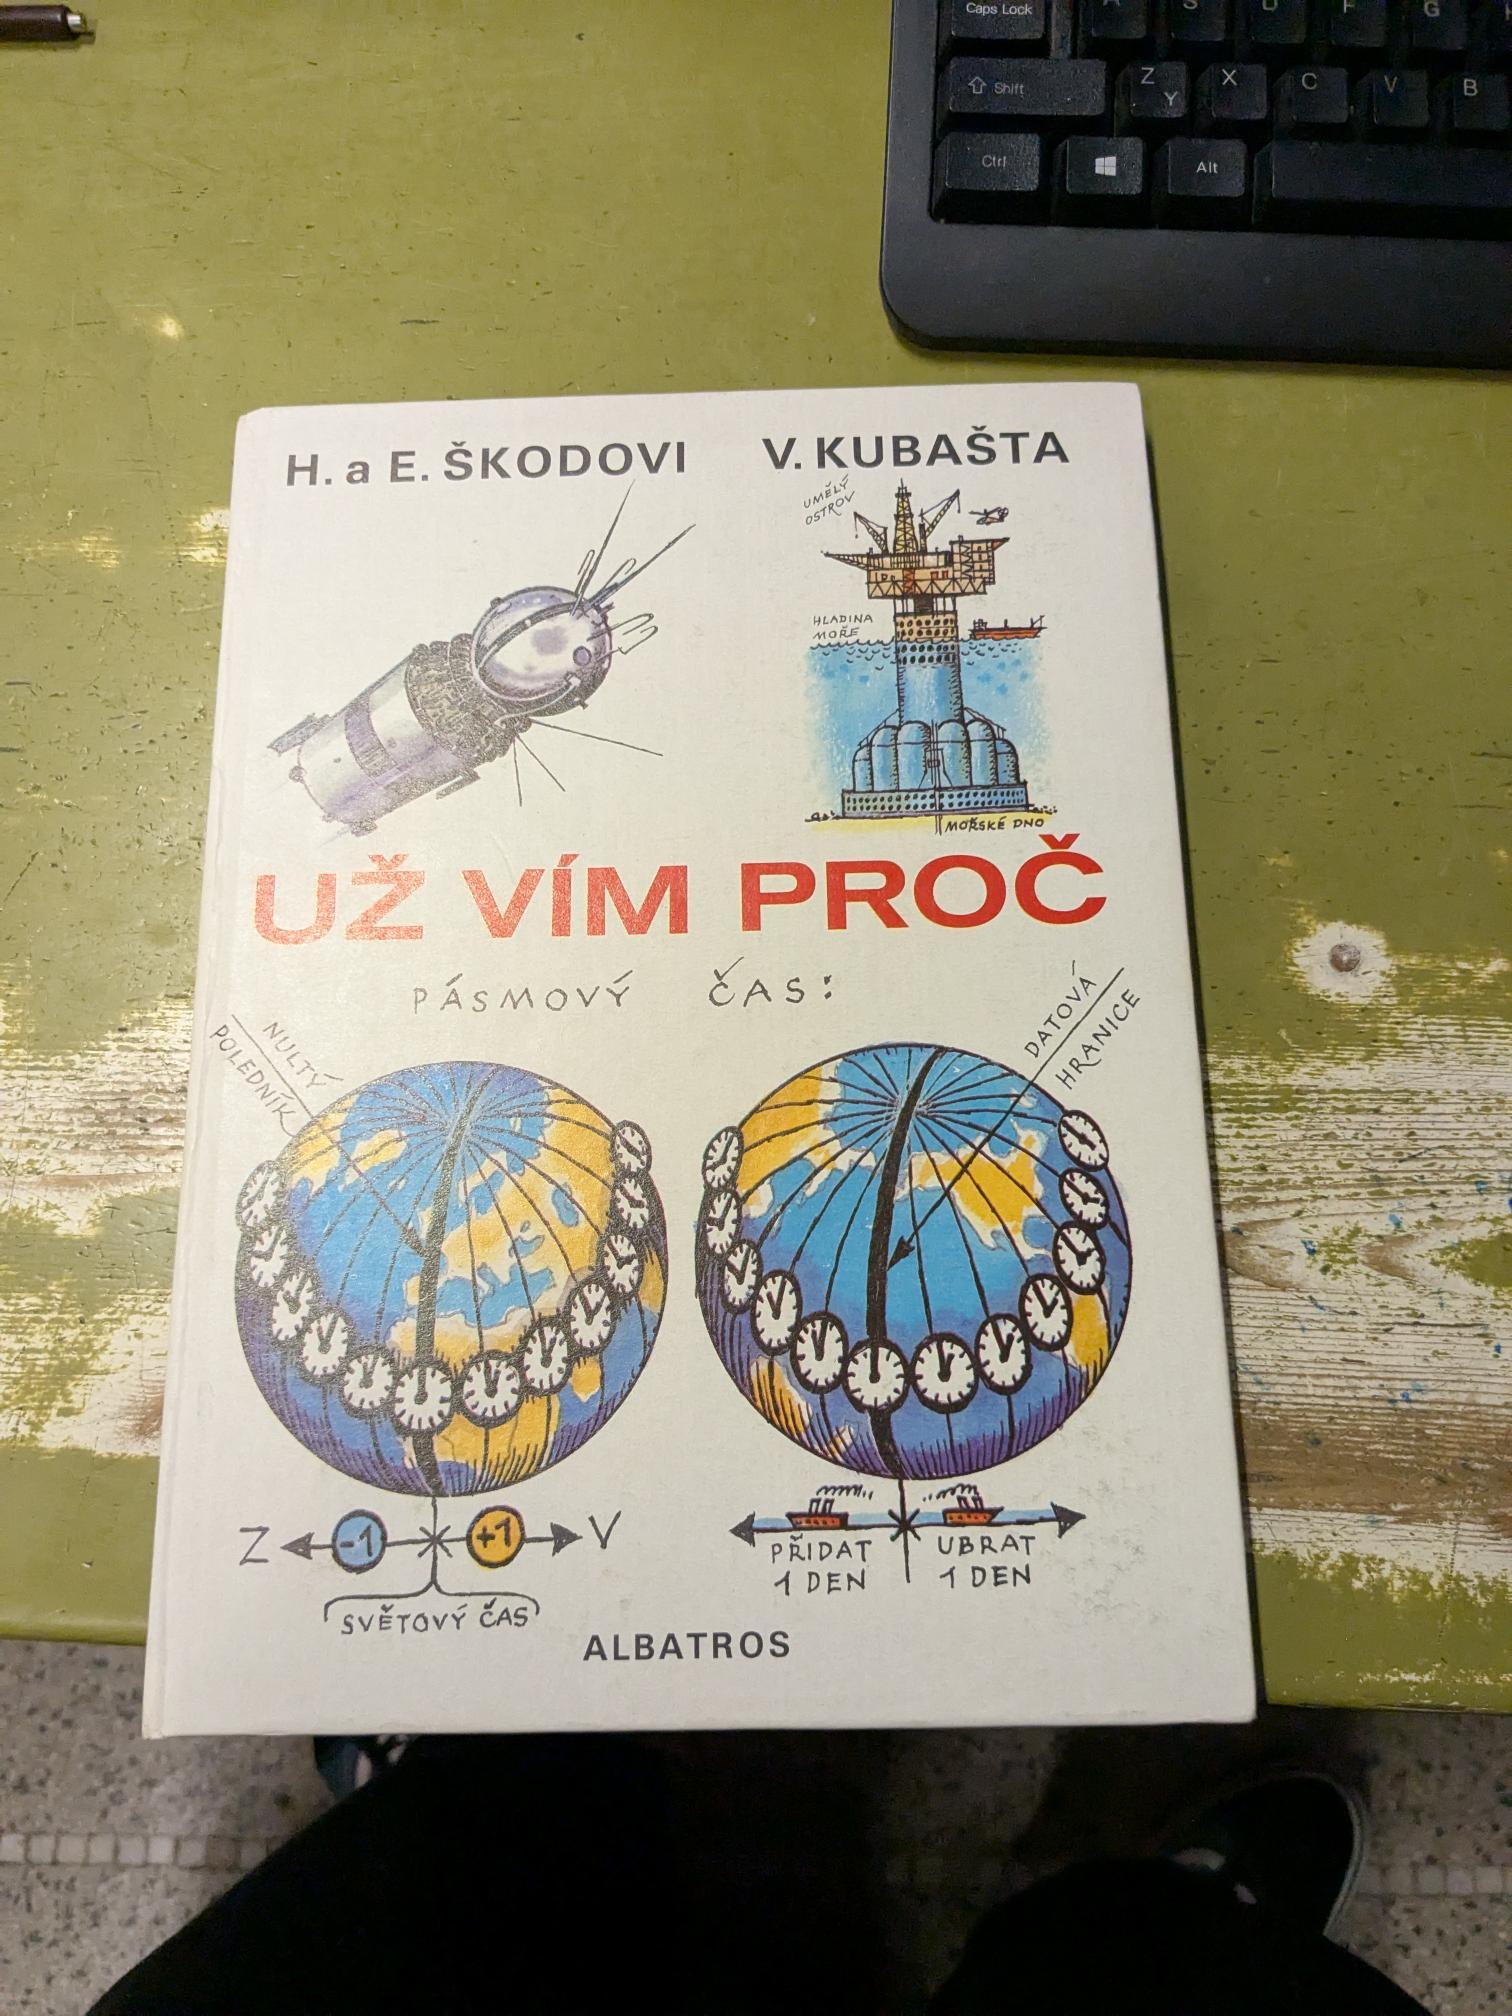 Caps Lock
A S D F G
Shift
Z Y X C V B
Ctrl
Alt
H. a E. ŠKODOVI V. KUBAŠTA
UMĚLÝ
OSTROV
HLADINA
MOŘE
MOŘSKÉ DNO
UŽ VÍM PROČ
PÁSMOVÝ ČAS:
NULTÝ
POLEDNÍK
DATOVÁ
HRANICE
Z -1 +1 V
SVĚTOVÝ ČAS
PŘIDAT
1 DEN
UBRAT
1 DEN
ALBATROS